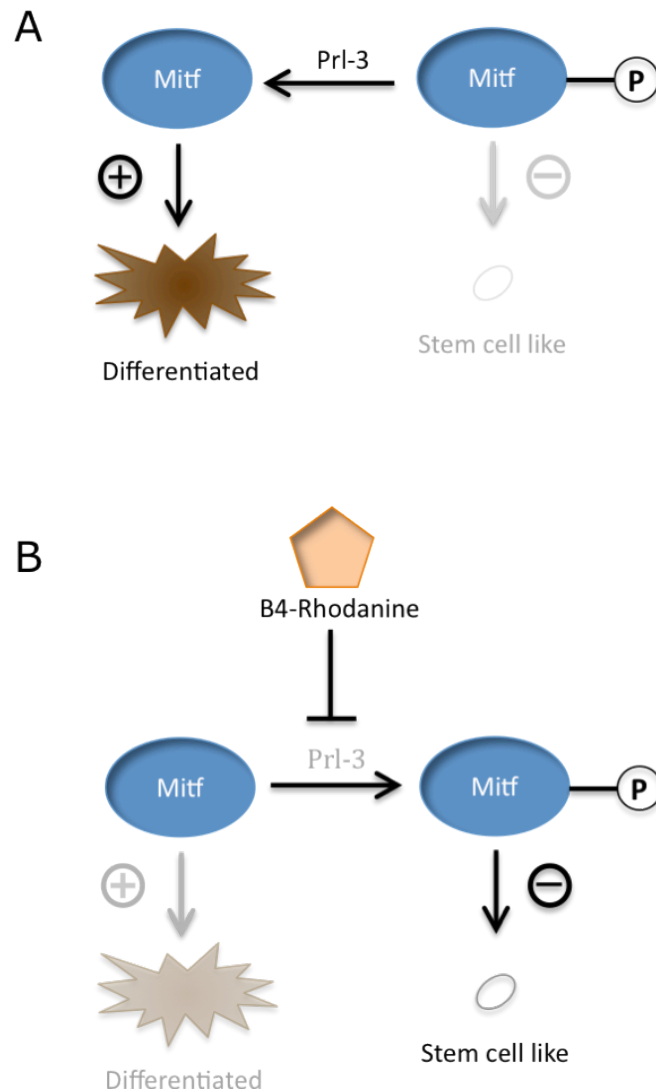 A
Mitf
Prl-3
Mitf
P
+
−
Differentiated
Stem cell like
B
B4-Rhodanine
Mitf
Prl-3
Mitf
P
+
−
Differentiated
Stem cell like